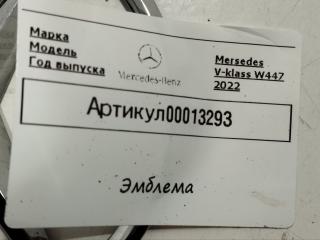 Марка
Модель
Год выпуска
Mercedes-Benz
Mersedes
V-klass W447
2022
Артикул00013293
Эмблема